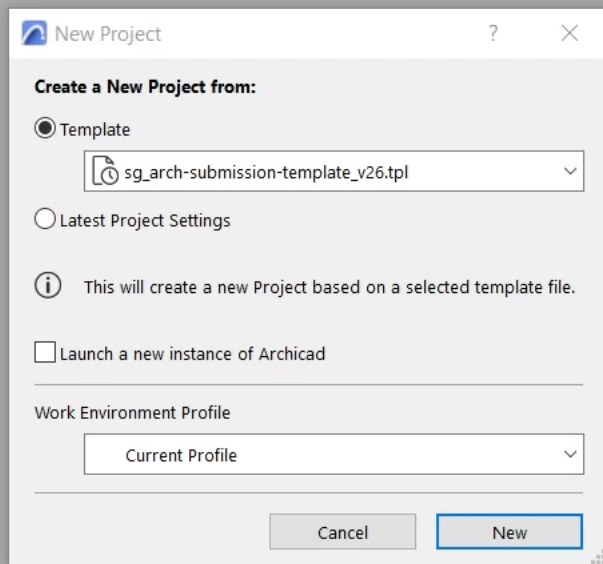 New Project
?
Create a New Project from:
Template
sg_arch-submission-template_v26.tpl
Latest Project Settings
This will create a new Project based on a selected template file.
Launch a new instance of Archicad
Work Environment Profile
Current Profile
Cancel New